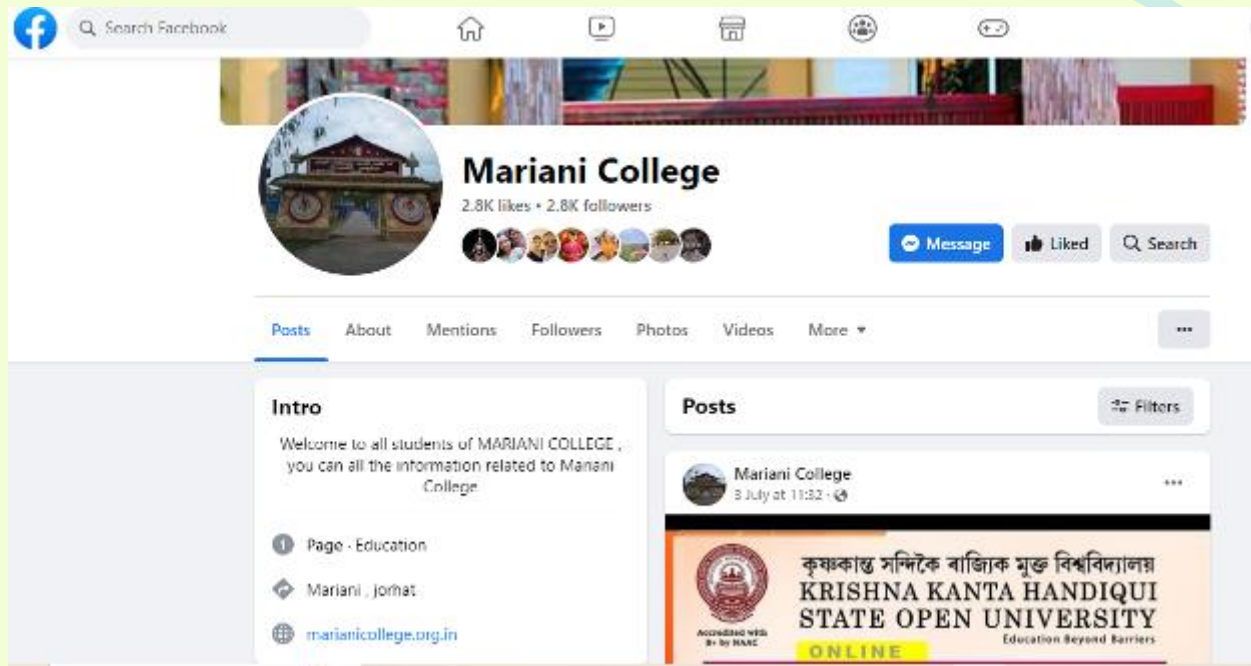 Search Facebook
Mariani College
2.8K likes • 2.8K followers
Message
Liked
Search
Posts
About
Mentions
Followers
Photos
Videos
More
Intro
Welcome to all students of MARIANI COLLEGE ,
you can all the information related to Mariani
College
Page · Education
Mariani , jorhat
marianicollege.org.in
Posts
Filters
Mariani College
3 July at 11:32
Accredited with
B+ by NAAC
কৃষ্ণকান্ত সন্দিকৈ ৰাজ্যিক মুক্ত বিশ্ববিদ্যালয়
KRISHNA KANTA HANDIQUI
STATE OPEN UNIVERSITY
Education Beyond Barriers
ONLINE